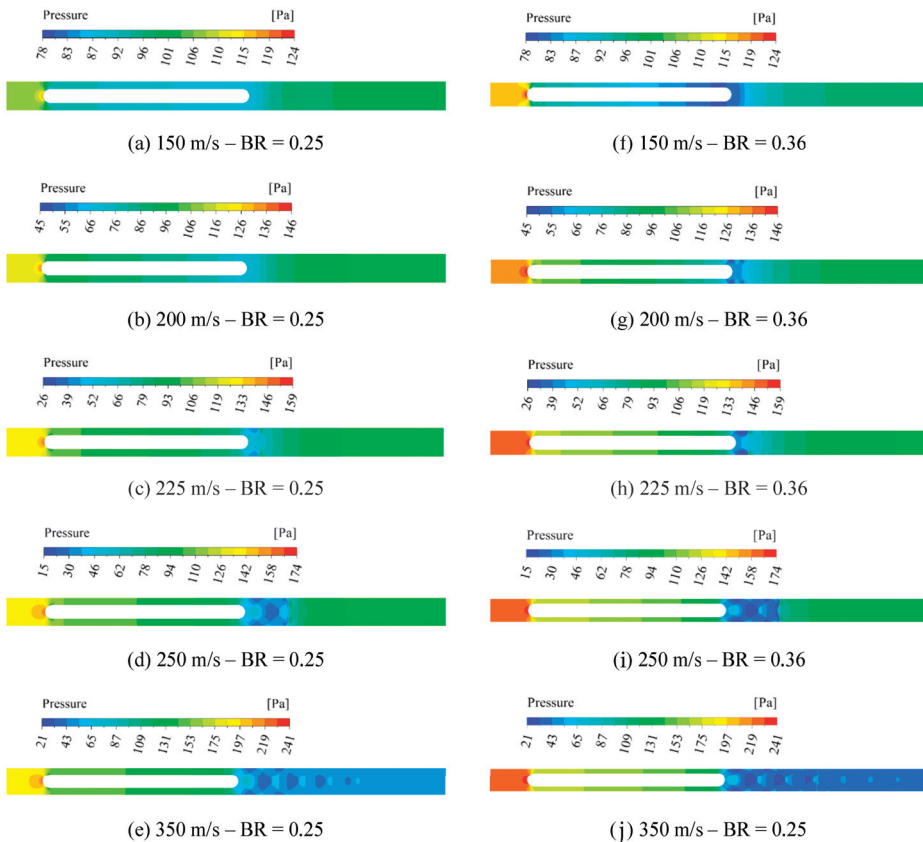 Pressure [Pa]
78 83 87 92 96 101 106 110 115 119 124
(a) 150 m/s – BR = 0.25
Pressure [Pa]
78 83 87 92 96 101 106 110 115 119 124
(f) 150 m/s – BR = 0.36
Pressure [Pa]
45 55 66 76 86 96 106 116 126 136 146
(b) 200 m/s – BR = 0.25
Pressure [Pa]
45 55 66 76 86 96 106 116 126 136 146
(g) 200 m/s – BR = 0.36
Pressure [Pa]
26 39 52 66 79 93 106 119 133 146 159
(c) 225 m/s – BR = 0.25
Pressure [Pa]
26 39 52 66 79 93 106 119 133 146 159
(h) 225 m/s – BR = 0.36
Pressure [Pa]
15 30 46 62 78 94 110 126 142 158 174
(d) 250 m/s – BR = 0.25
Pressure [Pa]
15 30 46 62 78 94 110 126 142 158 174
(i) 250 m/s – BR = 0.36
Pressure [Pa]
21 43 65 87 109 131 153 175 197 219 241
(e) 350 m/s – BR = 0.25
Pressure [Pa]
21 43 65 87 109 131 153 175 197 219 241
(j) 350 m/s – BR = 0.25